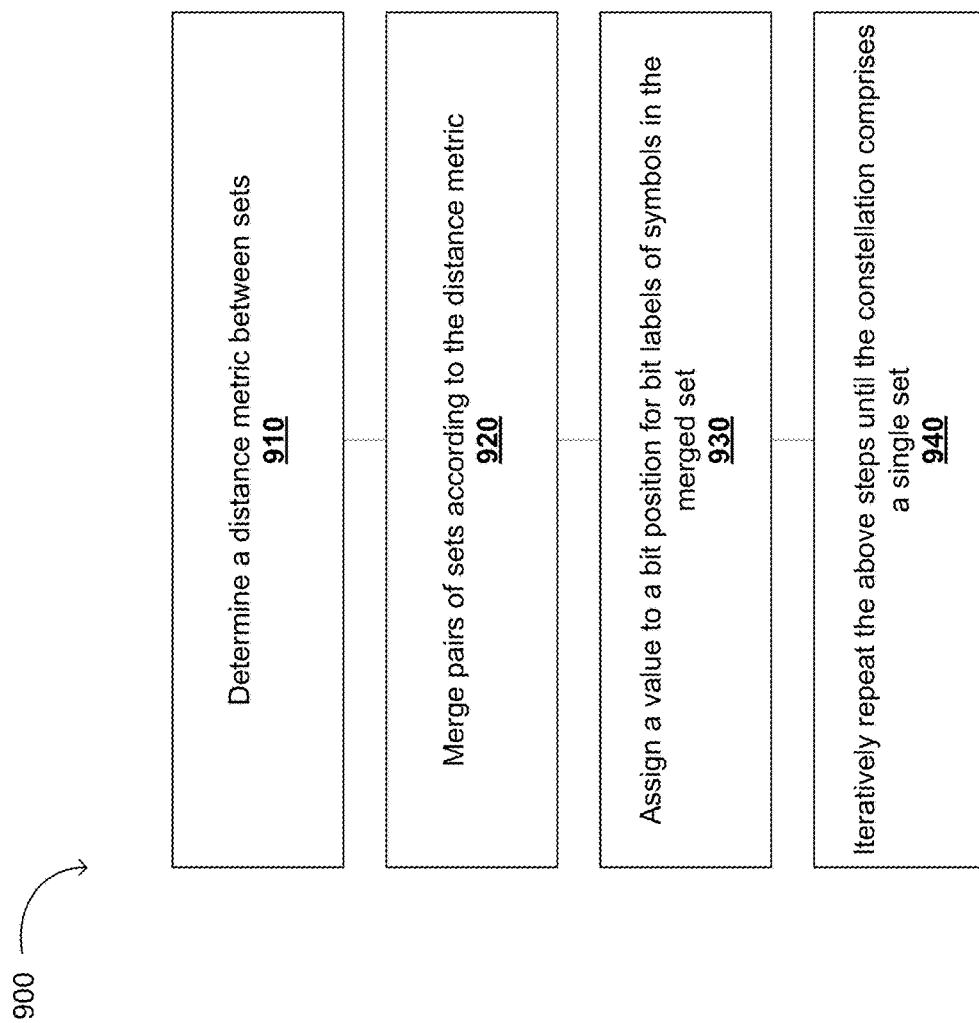 900
Determine a distance metric between sets
910
Merge pairs of sets according to the distance metric
920
Assign a value to a bit position for bit labels of symbols in the
merged set
930
Iteratively repeat the above steps until the constellation comprises
a single set
940